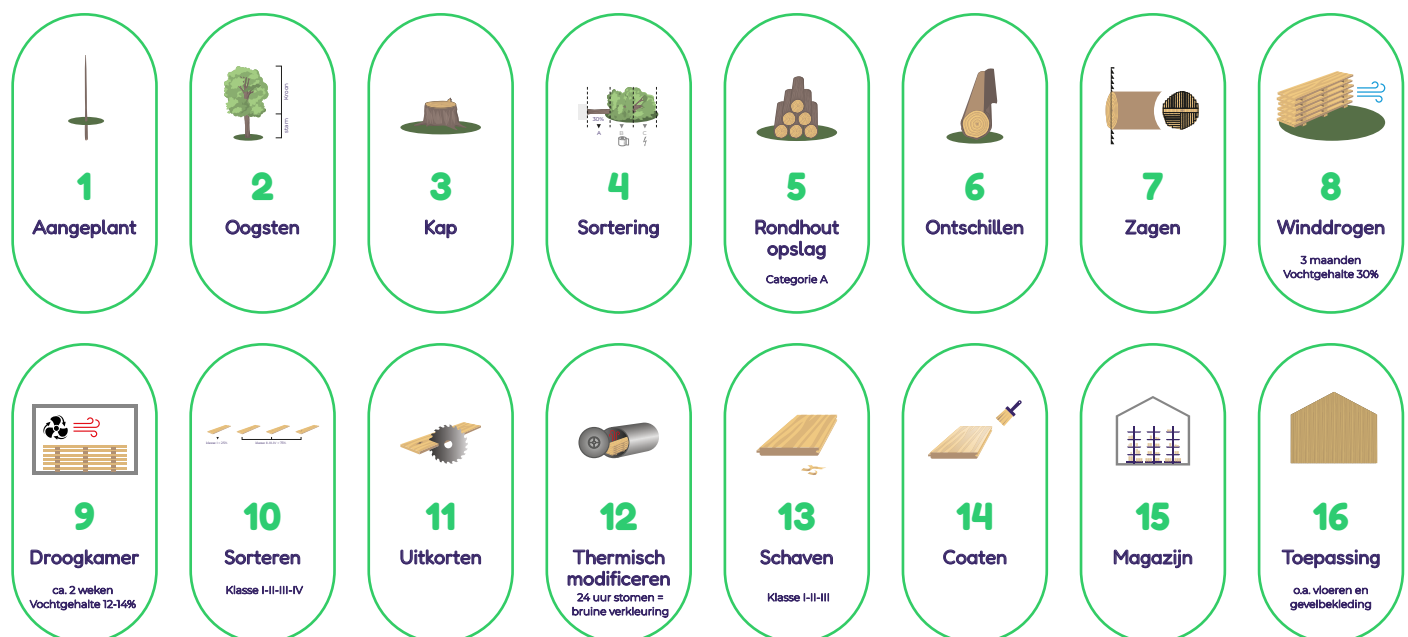 Kroon
stam
30%
A
B
C
1
Aangeplant
2
Oogsten
3
Kap
4
Sortering
5
Rondhout
opslag
Categorie A
6
Ontschillen
7
Zagen
8
Winddrogen
3 maanden
Vochtgehalte 30%
9
Droogkamer
ca. 2 weken
Vochtgehalte 12-14%
10
Sorteren
Klasse I-II-III-IV
11
Uitkorten
12
Thermisch
modificeren
24 uur stomen =
bruine verkleuring
13
Schaven
Klasse I-II-III
14
Coaten
15
Magazijn
16
Toepassing
o.a. vloeren en
gevelbekleding